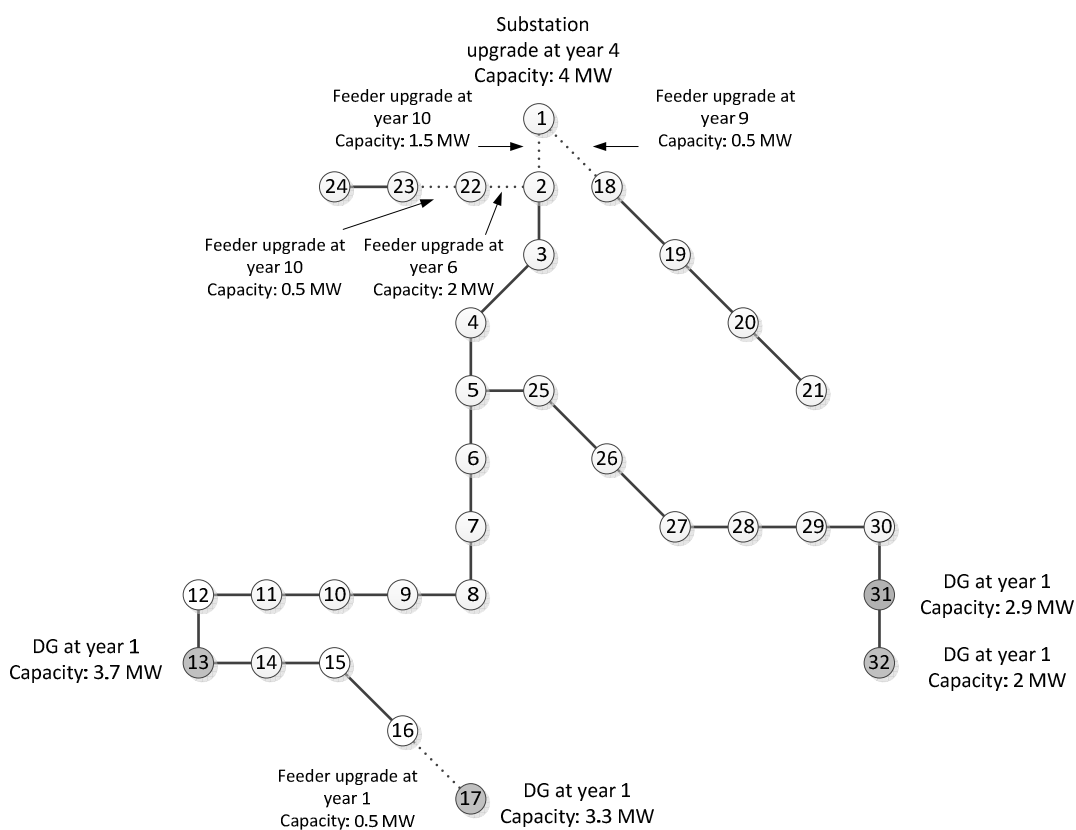 Substation
upgrade at year 4
Capacity: 4 MW
Feeder upgrade at
year 10
Capacity: 1.5 MW
Feeder upgrade at
year 9
Capacity: 0.5 MW
1
24
23
22
2
18
Feeder upgrade at
year 10
Capacity: 0.5 MW
Feeder upgrade at
year 6
Capacity: 2 MW
3
19
4
20
5
25
21
6
26
7
27
28
29
30
12
11
10
9
8
31
DG at year 1
Capacity: 2.9 MW
DG at year 1
Capacity: 3.7 MW
13
14
15
32
DG at year 1
Capacity: 2 MW
16
Feeder upgrade at
year 1
Capacity: 0.5 MW
17
DG at year 1
Capacity: 3.3 MW